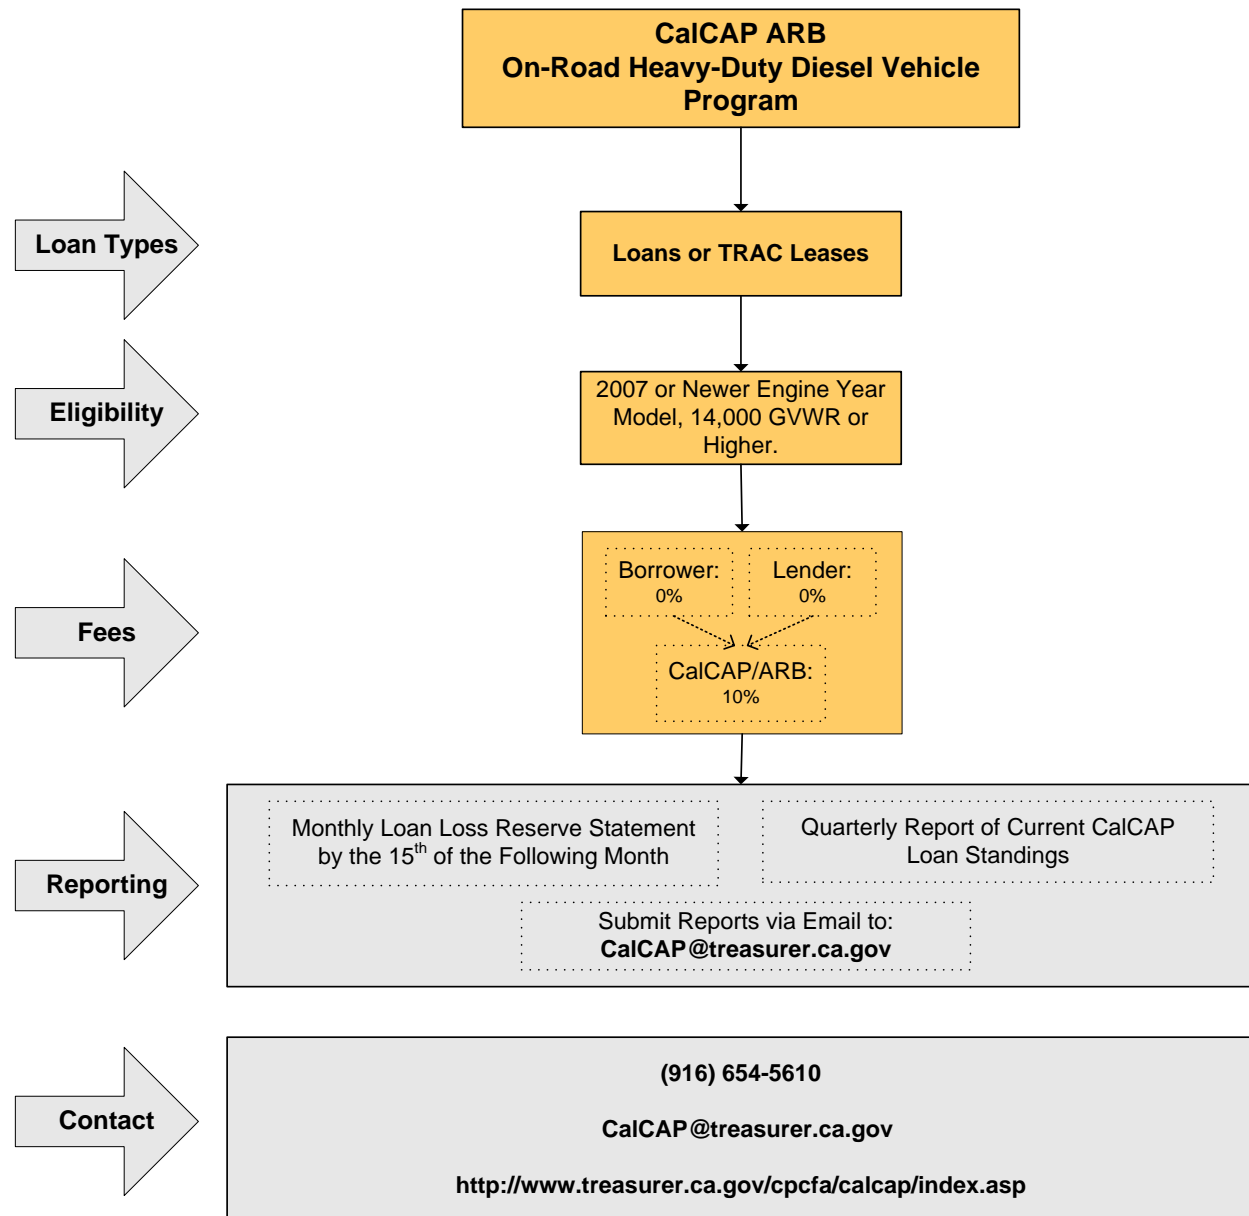 CalCAP ARB
On-Road Heavy-Duty Diesel Vehicle
Program
Loan Types
Loans or TRAC Leases
Eligibility
2007 or Newer Engine Year
Model, 14,000 GVWR or
Higher.
Fees
Borrower:
0%
Lender:
0%
CalCAP/ARB:
10%
Reporting
Monthly Loan Loss Reserve Statement
by the 15th of the Following Month
Quarterly Report of Current CalCAP
Loan Standings
Submit Reports via Email to:
CalCAP@treasurer.ca.gov
Contact
(916) 654-5610
CalCAP@treasurer.ca.gov
http://www.treasurer.ca.gov/cpcfa/calcap/index.asp